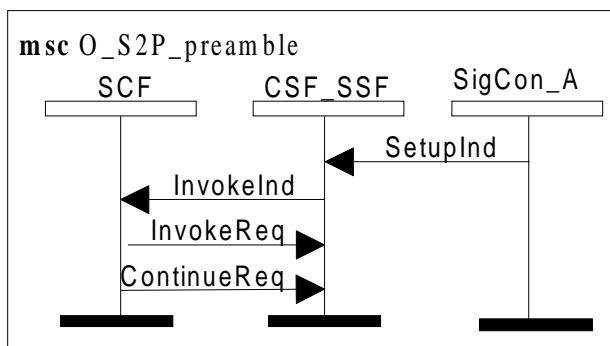 msc O_S2P_preamble
SCF CSF_SSF SigCon_A
SetupInd
InvokeInd
InvokeReq
ContinueReq